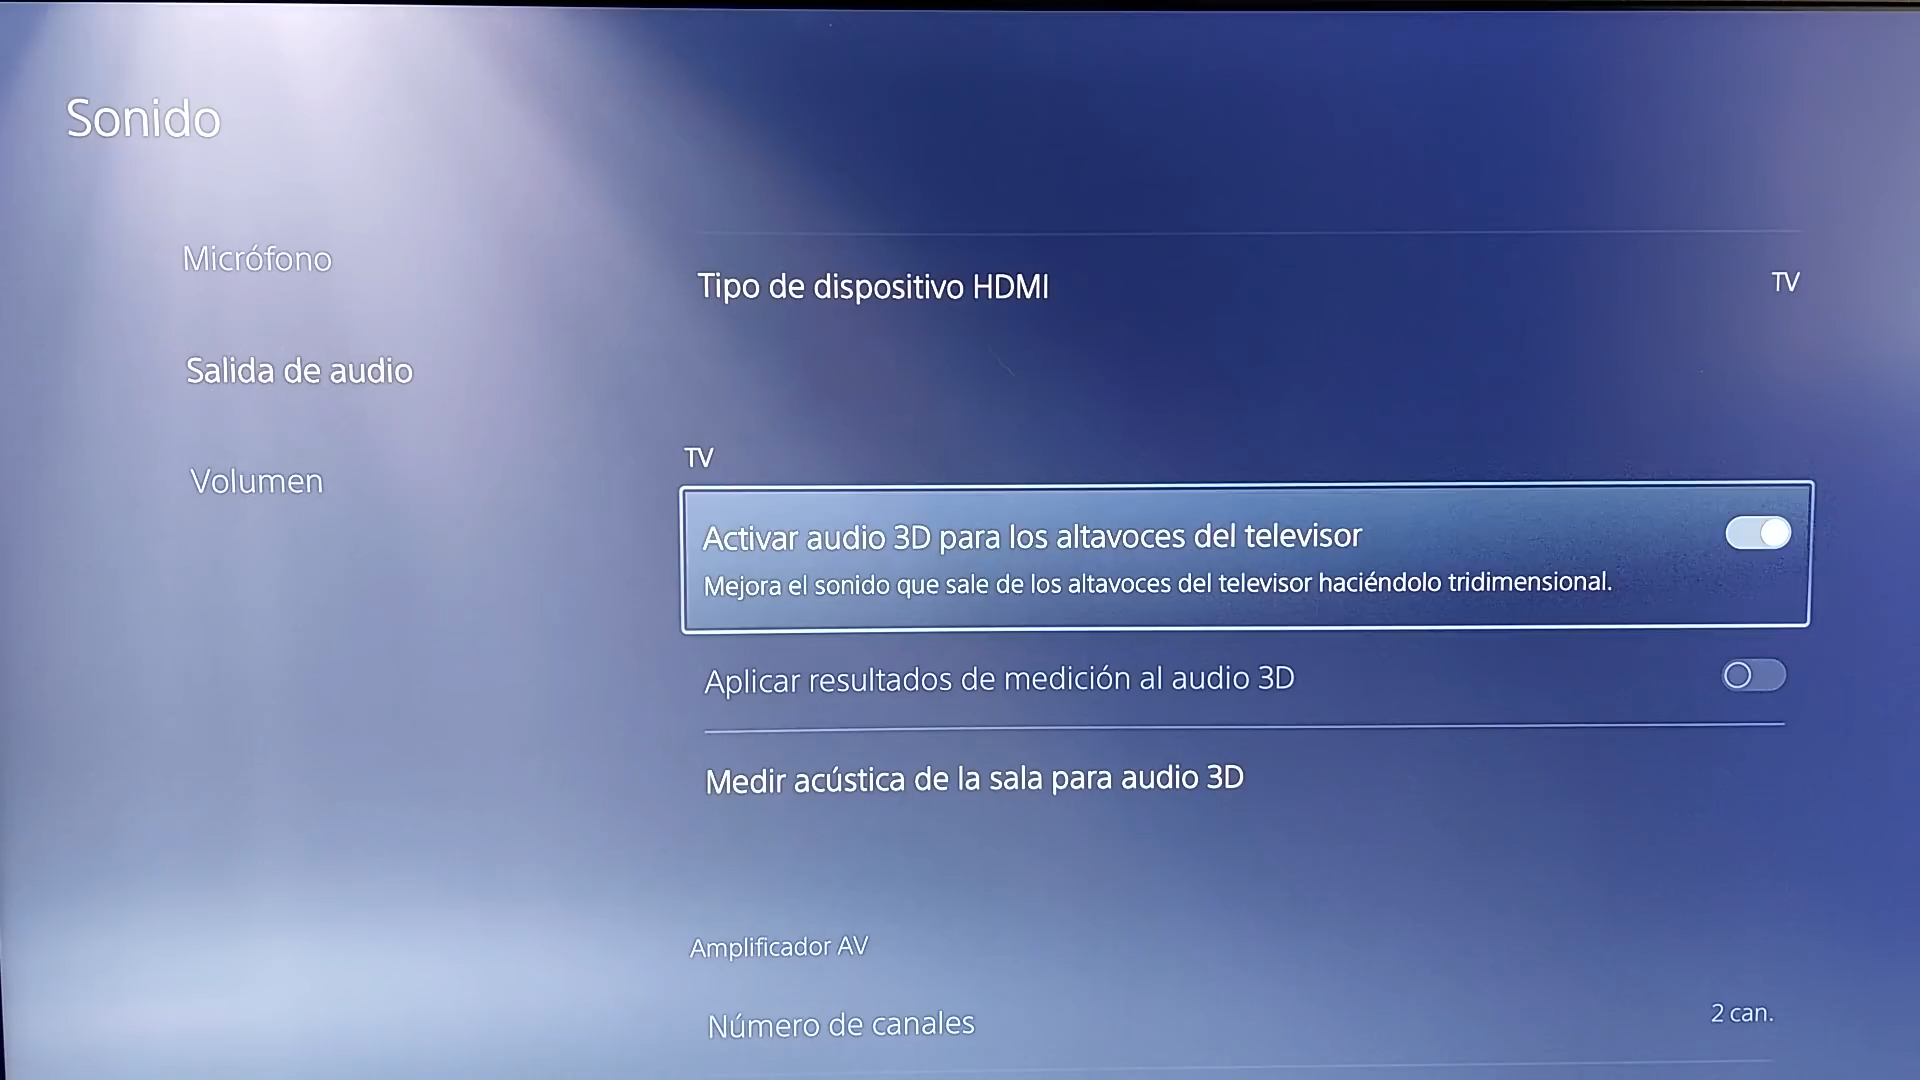 Sonido
Micrófono
Salida de audio
Volumen
Tipo de dispositivo HDMI
TV
TV
Activar audio 3D para los altavoces del televisor
Mejora el sonido que sale de los altavoces del televisor haciéndolo tridimensional.
Aplicar resultados de medición al audio 3D
Medir acústica de la sala para audio 3D
Amplificador AV
Número de canales
2 can.